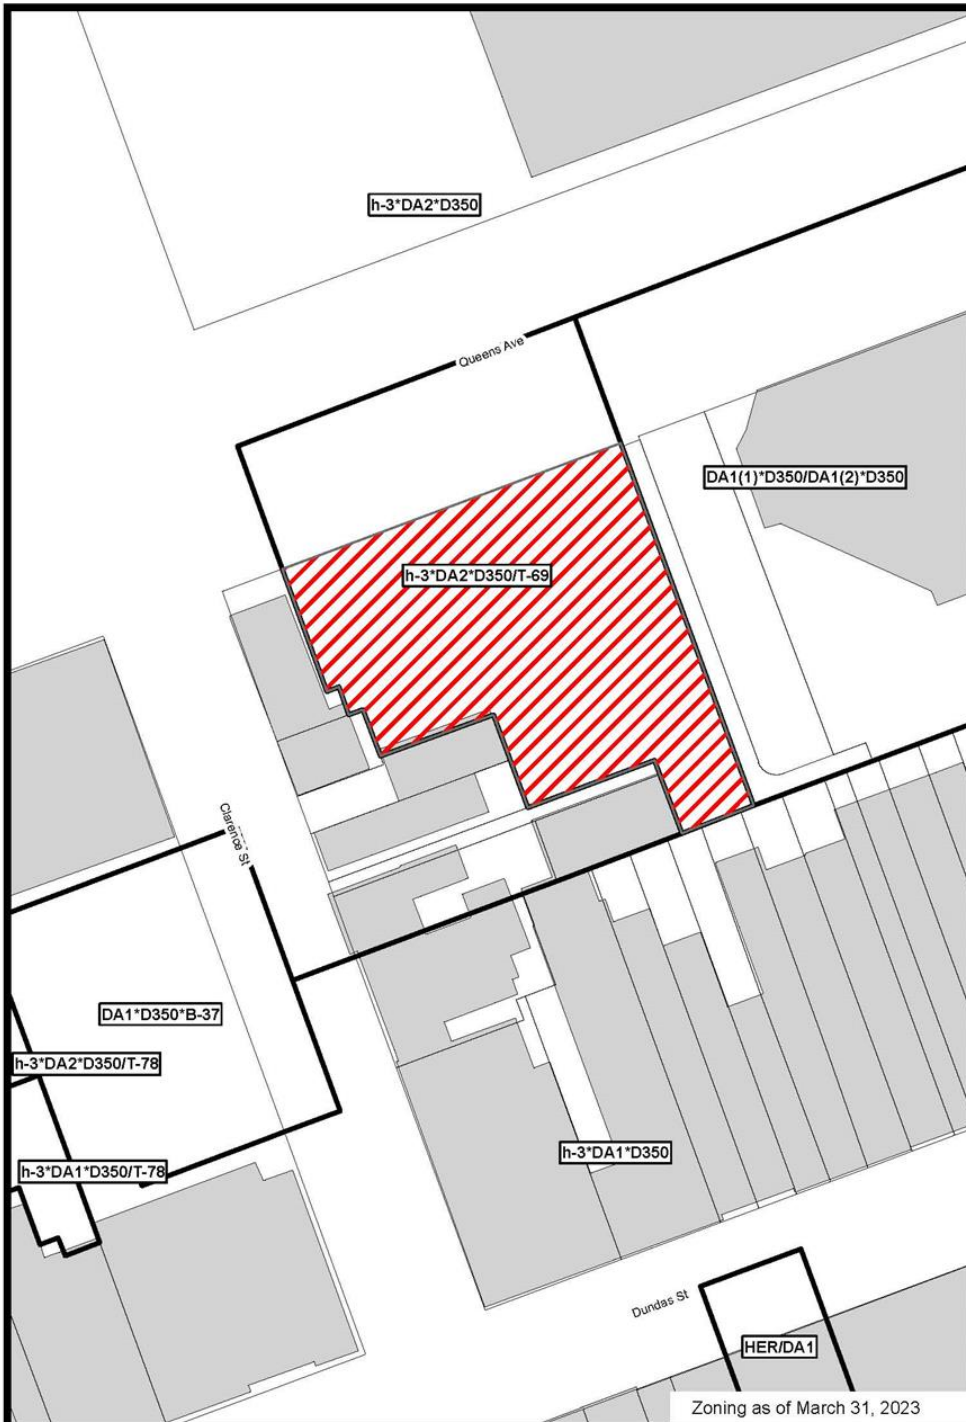 h-3*DA2*D350
Queens Ave
DA1(1)*D350/DA1(2)*D350
h-3*DA2*D350/T-69
Clarence St
DA1*D350*B-37
h-3*DA2*D350/T-78
h-3*DA1*D350
h-3*DA1*D350/T-78
Dundas St
HER/DA1
Zoning as of March 31, 2023